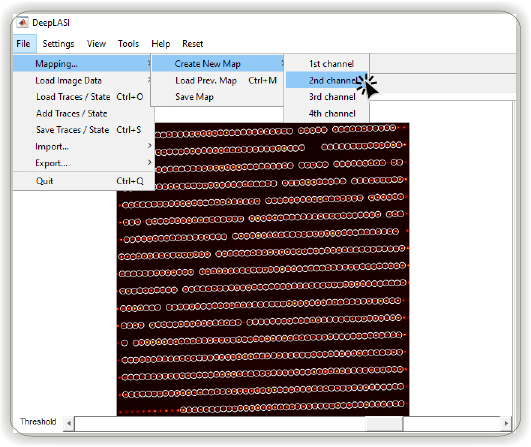 DeepLASI
File Settings View Tools Help Reset
Mapping... Create New Map 1st channel
Load Image Data Load Prev. Map Ctrl+M 2nd channel
Load Traces / State Ctrl+O Save Map 3rd channel
Add Traces / State 4th channel
Save Traces / State Ctrl+S
Import...
Export...
Quit Ctrl+Q
Threshold